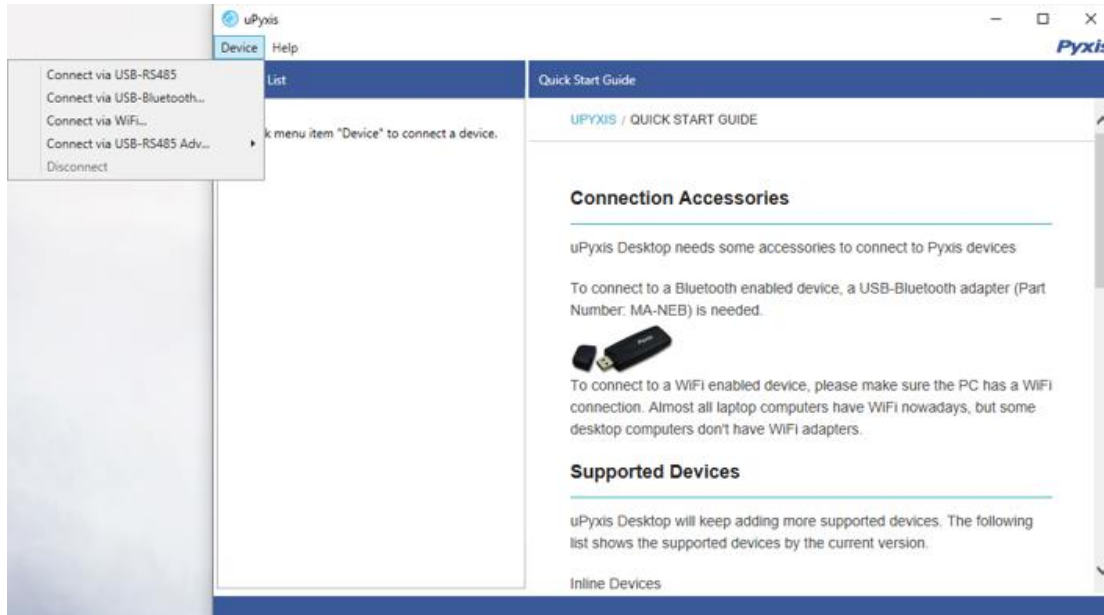 uPyxis
Device Help
Pyxis
Connect via USB-RS485
Connect via USB-Bluetooth...
Connect via WiFi...
Connect via USB-RS485 Adv...
Disconnect
List
menu item "Device" to connect a device.
Quick Start Guide
UPYXIS / QUICK START GUIDE
Connection Accessories
uPyxis Desktop needs some accessories to connect to Pyxis devices
To connect to a Bluetooth enabled device, a USB-Bluetooth adapter (Part
Number: MA-NEB) is needed.
To connect to a WiFi enabled device, please make sure the PC has a WiFi
connection. Almost all laptop computers have WiFi nowadays, but some
desktop computers don't have WiFi adapters.
Supported Devices
uPyxis Desktop will keep adding more supported devices. The following
list shows the supported devices by the current version.
Inline Devices